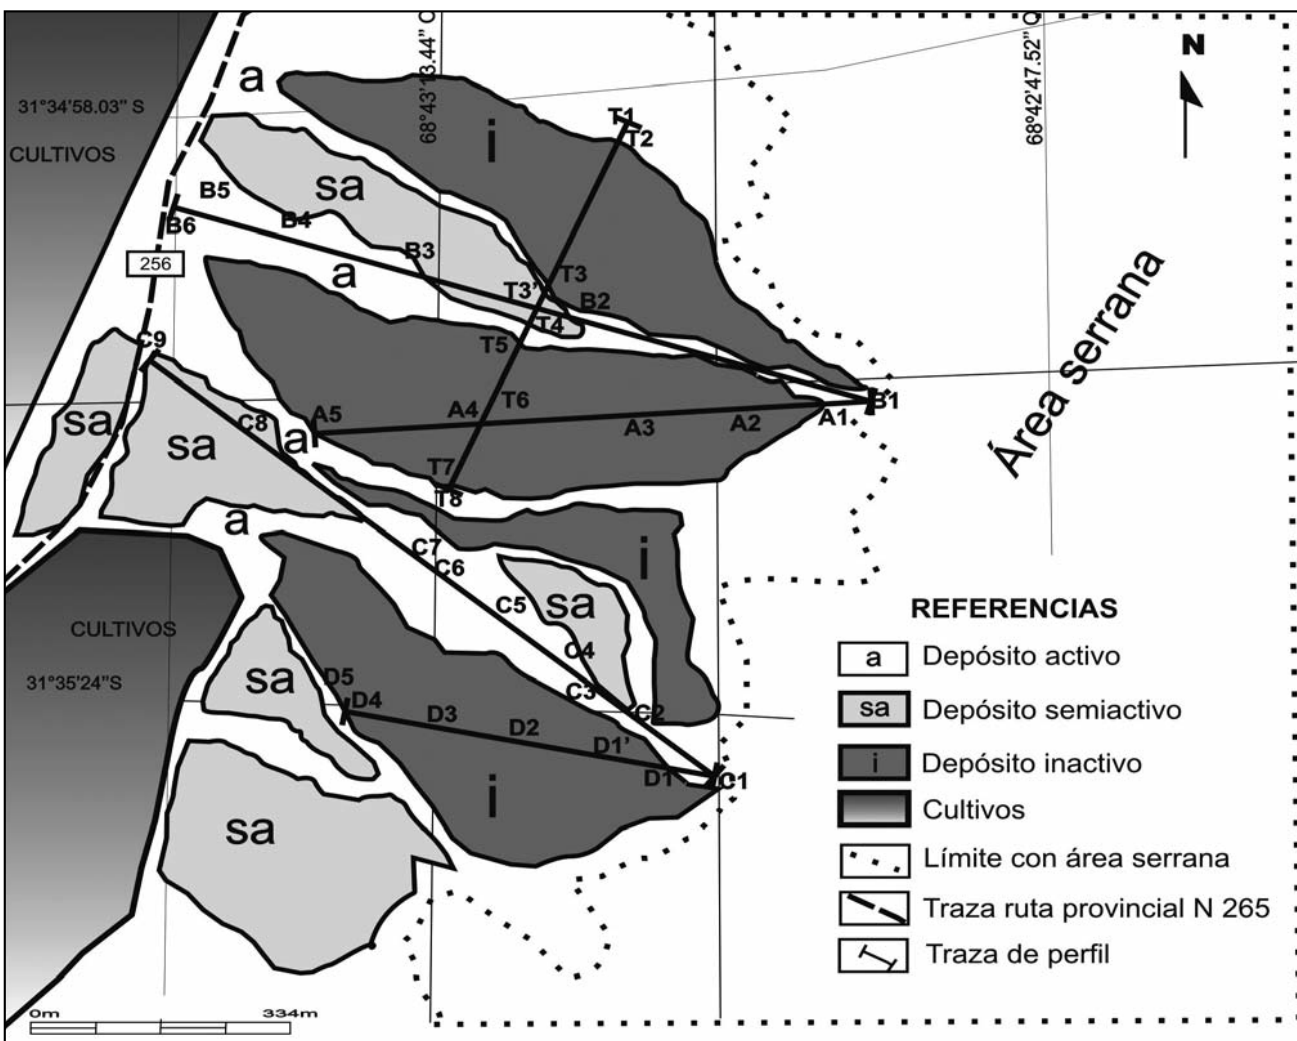 68º43'13.44" O
68º42'47.52" O
N
31°34'58.03" S
CULTIVOS
a
i
sa
T1
T2
B5
B6
B4
B3
256
a
T3
T3'
B2
T4
T5
Área serrana
C9
sa
sa
C8
a
A5
A4
T6
A3
A2
A1
B1
T7
T8
a
C7
C6
i
C5
sa
C4
C3
C2
CULTIVOS
31°35'24"S
sa
D5
D4
D3
D2
D1'
D1
C1
i
sa
REFERENCIAS
a Depósito activo
sa Depósito semiactivo
i Depósito inactivo
Cultivos
Límite con área serrana
Traza ruta provincial N 265
Traza de perfil
0m 334m